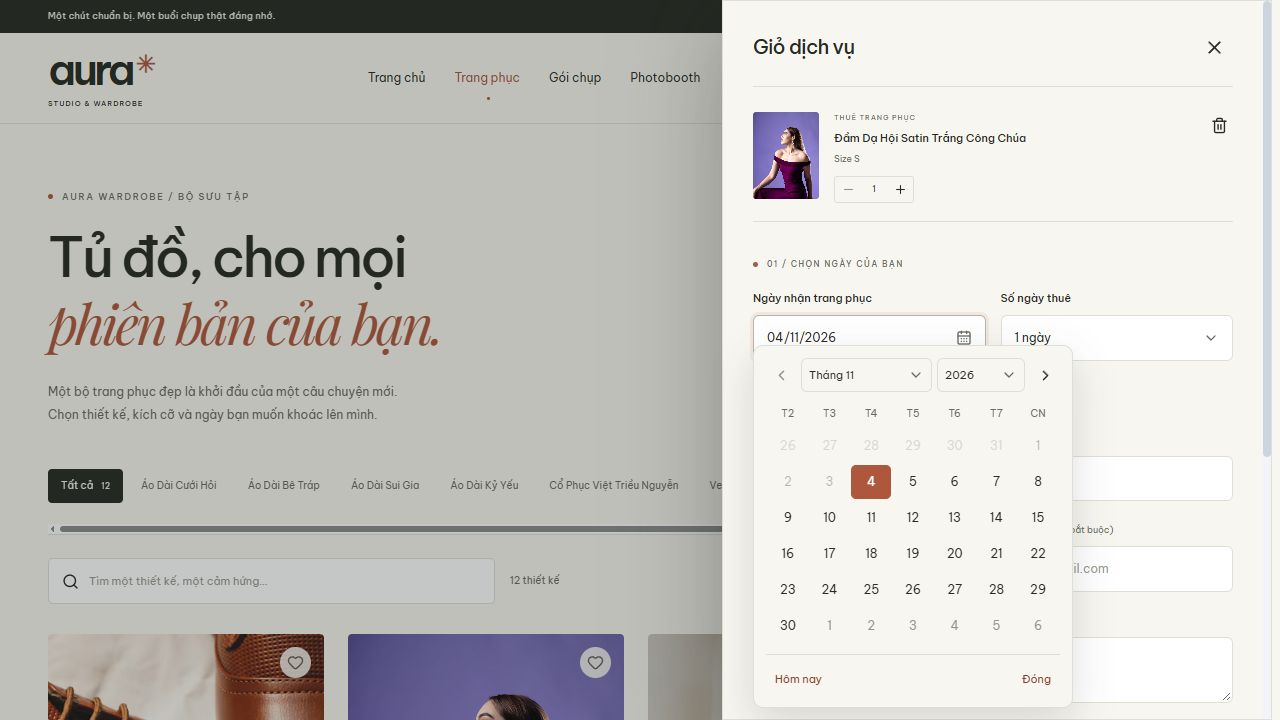 Một chút chuẩn bị. Một buổi chụp thật đáng nhớ.
aura
STUDIO & WARDROBE
Trang chủ
Trang phục
Gói chụp
Photobooth
AURA WARDROBE / BỘ SƯU TẬP
Tủ đồ, cho mọi
phiên bản của bạn.
Một bộ trang phục đẹp là khởi đầu của một câu chuyện mới.
Chọn thiết kế, kích cỡ và ngày bạn muốn khoác lên mình.
Tất cả 12
Áo Dài Cưới Hỏi
Áo Dài Bê Tráp
Áo Dài Sui Gia
Áo Dài Kỷ Yếu
Cổ Phục Việt Triều Nguyễn
Ve
Tìm một thiết kế, một cảm hứng...
12 thiết kế
Giỏ dịch vụ
THUÊ TRANG PHỤC
Đầm Dạ Hội Satin Trắng Công Chúa
Size S
1
01 / CHỌN NGÀY CỦA BẠN
Ngày nhận trang phục
Số ngày thuê
04/11/2026
1 ngày
Tháng 11
2026
T2 T3 T4 T5 T6 T7 CN
26 27 28 29 30 31 1
2 3 4 5 6 7 8
9 10 11 12 13 14 15
16 17 18 19 20 21 22
23 24 25 26 27 28 29
30 1 2 3 4 5 6
Hôm nay
Đóng
buộc)
il.com